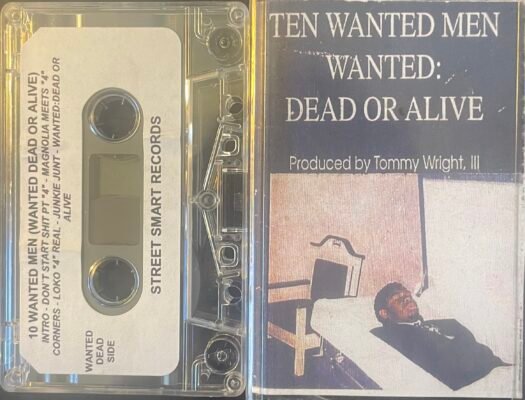 10 WANTED MEN (WANTED DEAD OR ALIVE)
INTRO - DON'T START SHIT PT "4" - MAGNOLIA MEETS "4"
CORNERS - LOKO "4" REAL - JUNKIE JUNT - WANTED:DEAD OR
ALIVE
WANTED
DEAD
SIDE
STREET SMART RECORDS
TEN WANTED MEN
WANTED:
DEAD OR ALIVE
Produced by Tommy Wright, III